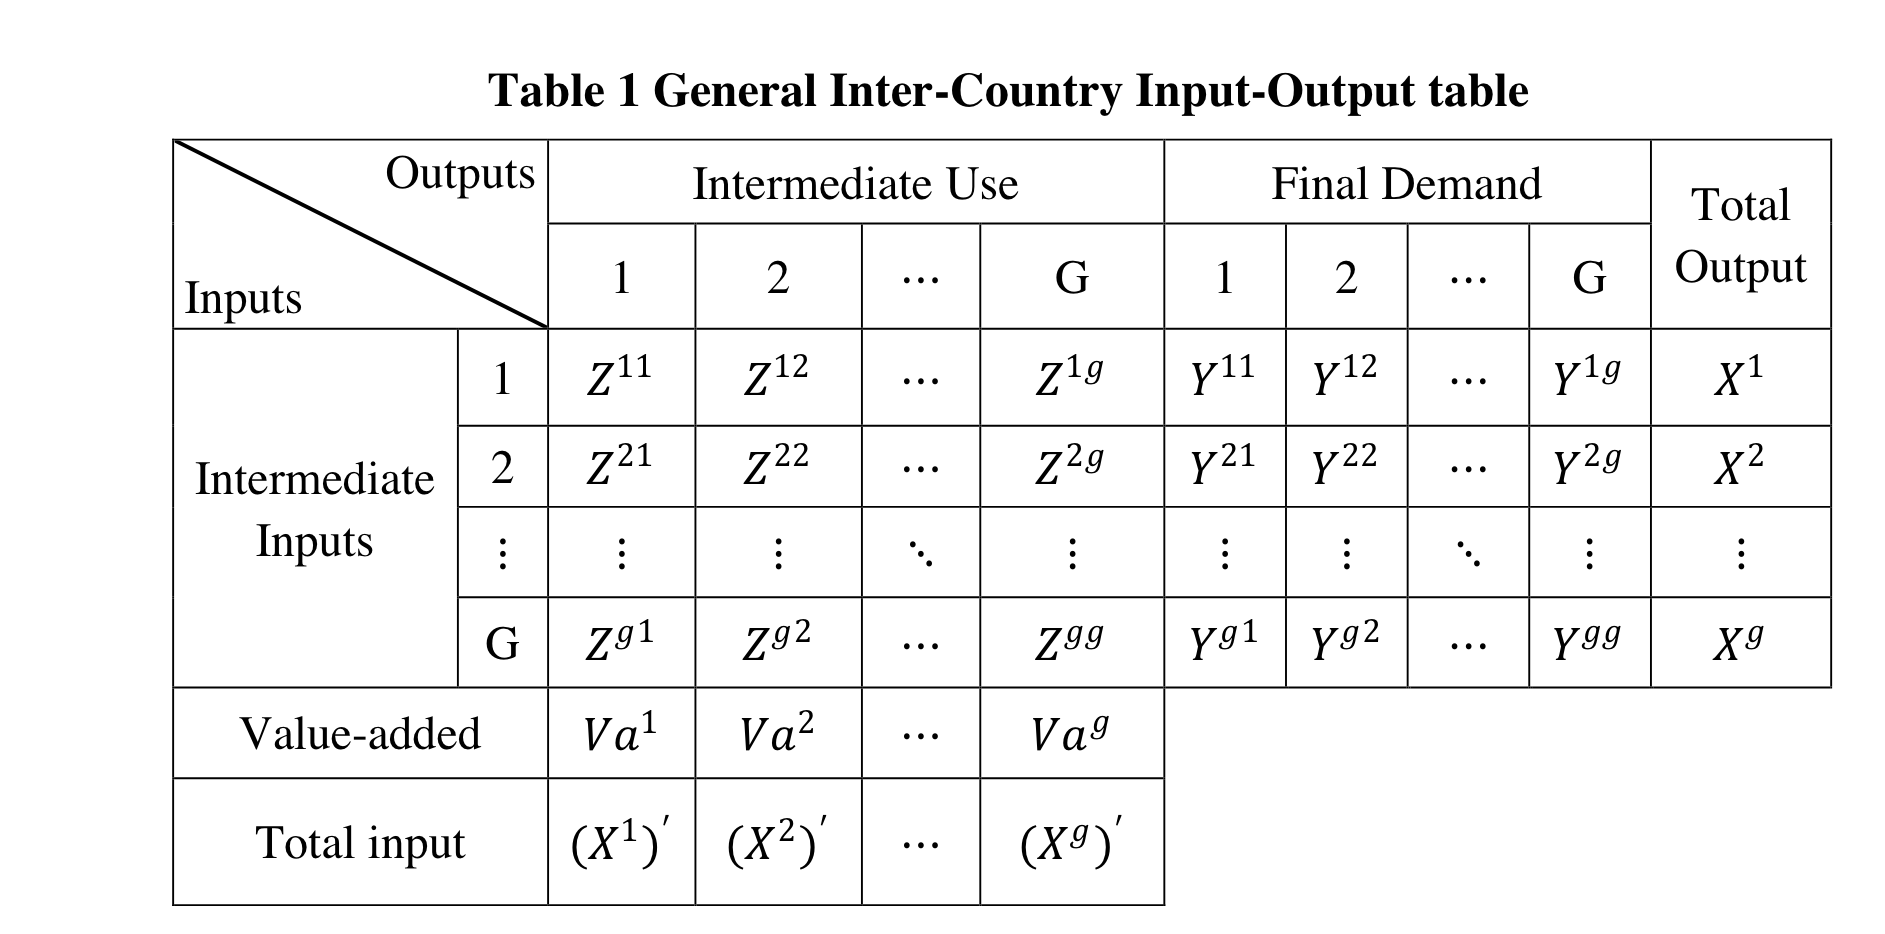 Table 1 General Inter-Country Input-Output table
Outputs
Inputs
Intermediate Use
Final Demand
Total
Output
1 2 ⋯ G 1 2 ⋯ G
Intermediate
Inputs
1 Z^{11} Z^{12} ⋯ Z^{1g} Y^{11} Y^{12} ⋯ Y^{1g} X^{1}
2 Z^{21} Z^{22} ⋯ Z^{2g} Y^{21} Y^{22} ⋯ Y^{2g} X^{2}
⋮ ⋮ ⋮ ⋱ ⋮ ⋮ ⋮ ⋱ ⋮ ⋮
G Z^{g1} Z^{g2} ⋯ Z^{gg} Y^{g1} Y^{g2} ⋯ Y^{gg} X^{g}
Value-added Va^{1} Va^{2} ⋯ Va^{g}
Total input (X^{1})′ (X^{2})′ ⋯ (X^{g})′